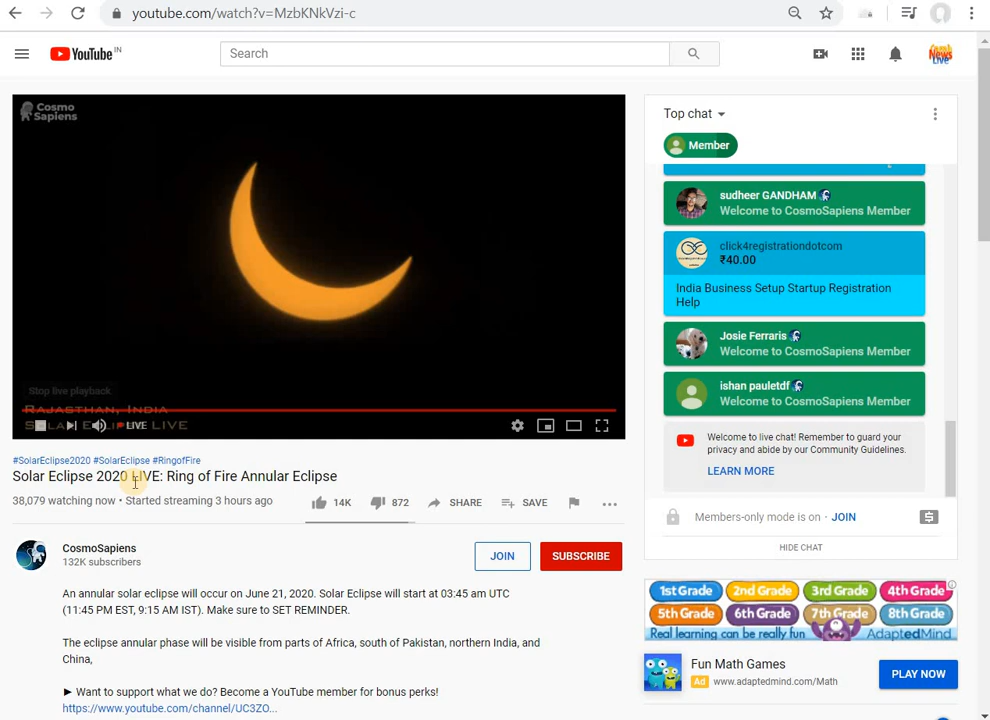 youtube.com/watch?v=MzbKNkVzi-c
YouTube IN
Search
Cosmo
Sapiens
Stop live playback
RAJASTHAN, INDIA
LIVE
LIVE
#SolarEclipse2020 #SolarEclipse #RingofFire
Solar Eclipse 2020 LIVE: Ring of Fire Annular Eclipse
38,079 watching now • Started streaming 3 hours ago
14K
872
SHARE
SAVE
CosmoSapiens
132K subscribers
JOIN
SUBSCRIBE
An annular solar eclipse will occur on June 21, 2020. Solar Eclipse will start at 03:45 am UTC
(11:45 PM EST, 9:15 AM IST). Make sure to SET REMINDER.
The eclipse annular phase will be visible from parts of Africa, south of Pakistan, northern India, and
China,
► Want to support what we do? Become a YouTube member for bonus perks!
https://www.youtube.com/channel/UC3ZO...
News
LIVE
Top chat
Member
sudheer GANDHAM
Welcome to CosmoSapiens Member
click4registrationdotcom
₹40.00
India Business Setup Startup Registration
Help
Josie Ferraris
Welcome to CosmoSapiens Member
ishan pauletdf
Welcome to CosmoSapiens Member
Welcome to live chat! Remember to guard your
privacy and abide by our Community Guidelines.
LEARN MORE
Members-only mode is on · JOIN
HIDE CHAT
1st Grade 2nd Grade 3rd Grade 4th Grade
5th Grade 6th Grade 7th Grade 8th Grade
Real learning can be really fun AdaptedMind
Fun Math Games
Ad www.adaptedmind.com/Math
PLAY NOW